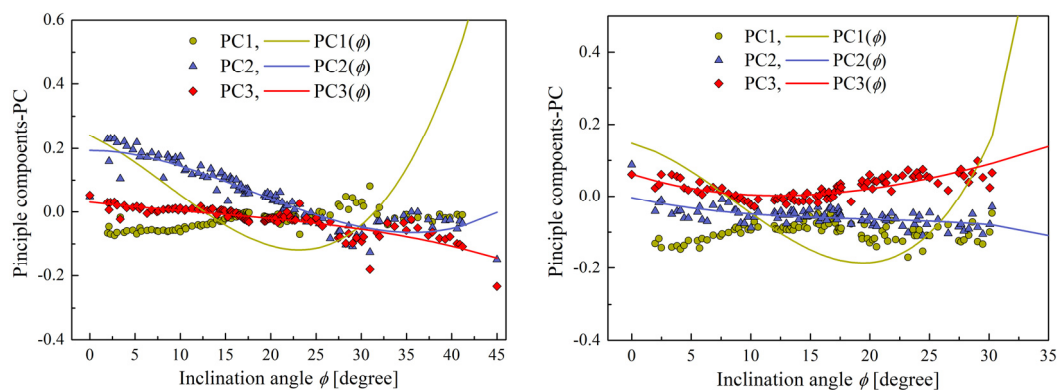 0.6
0.4
0.2
0.0
-0.2
-0.4
Pinciple compoents-PC
PC1, PC1(ϕ)
PC2, PC2(ϕ)
PC3, PC3(ϕ)
0 5 10 15 20 25 30 35 40 45
Inclination angle ϕ [degree]
0.4
0.2
0.0
-0.2
-0.4
Pinciple compoents-PC
PC1, PC1(ϕ)
PC2, PC2(ϕ)
PC3, PC3(ϕ)
0 5 10 15 20 25 30 35
Inclination angle ϕ [degree]